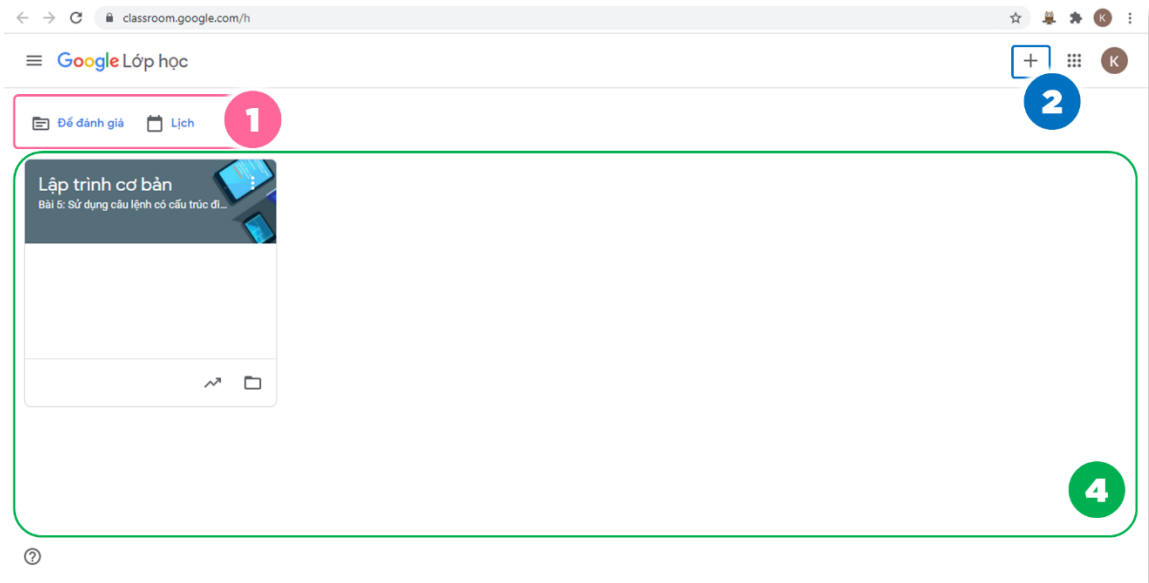 classroom.google.com/h
K
Google Lớp học
K
2
Để đánh giá Lịch
1
Lập trình cơ bản
Bài 5: Sử dụng câu lệnh có cấu trúc đi...
4